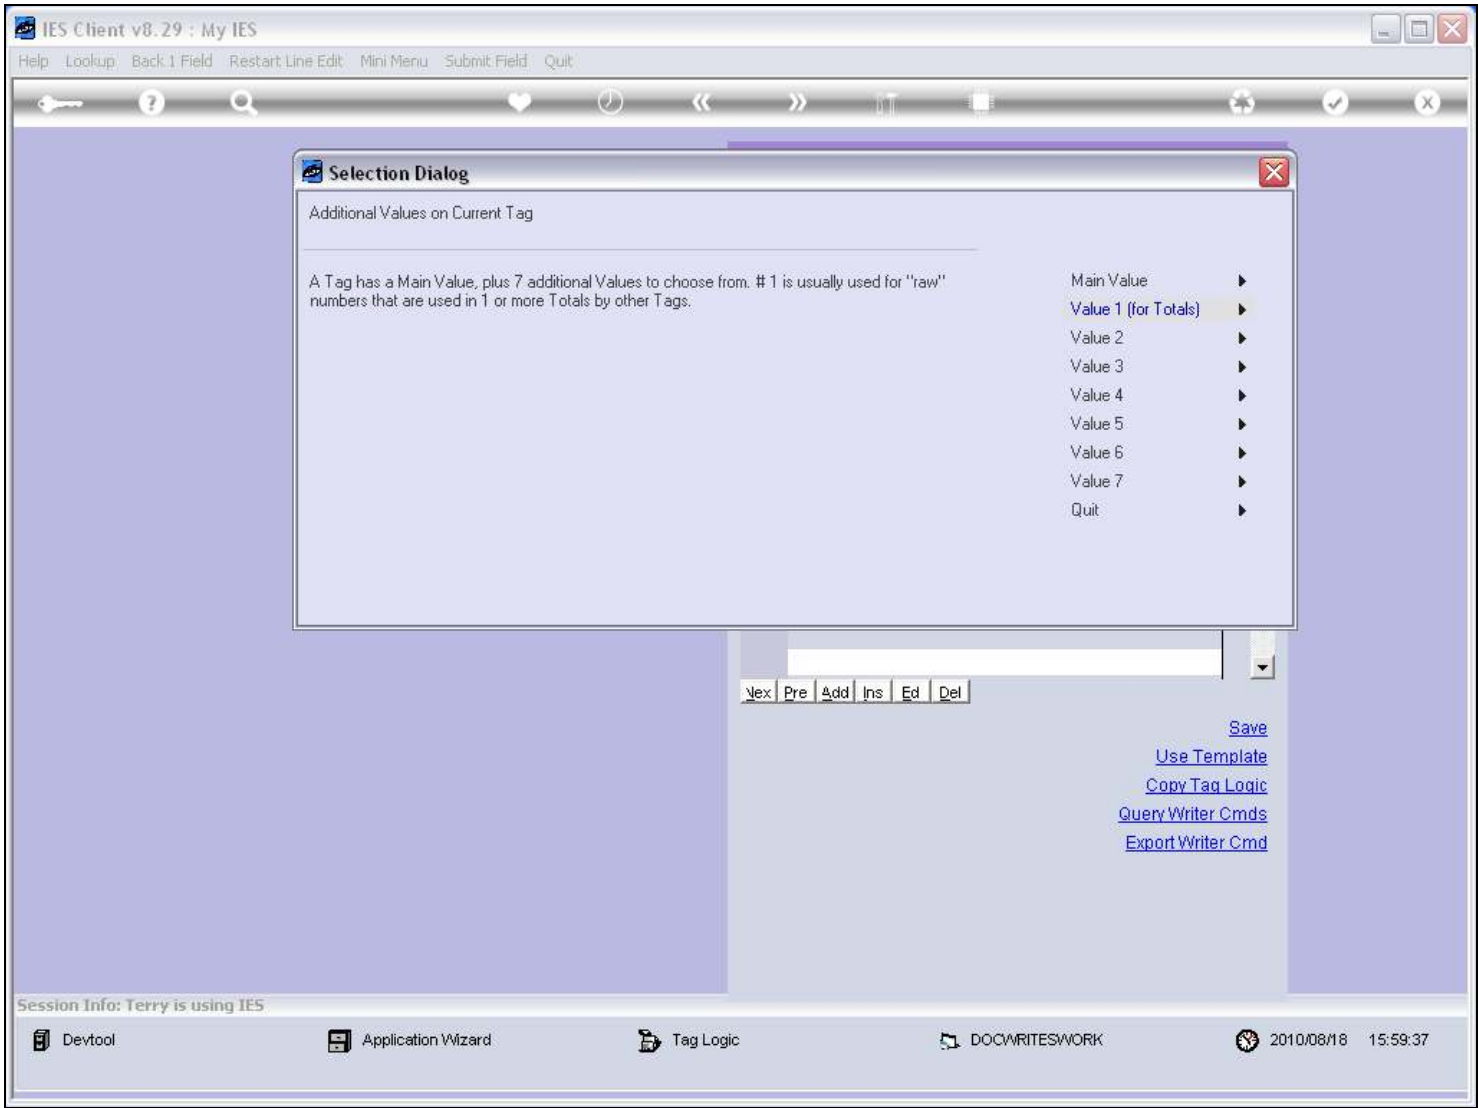 IES Client v8.29 : My IES
Help Lookup Back 1 Field Restart Line Edit Mini Menu Submit Field Quit
Selection Dialog
Additional Values on Current Tag
A Tag has a Main Value, plus 7 additional Values to choose from. # 1 is usually used for "raw"
numbers that are used in 1 or more Totals by other Tags.
Main Value
Value 1 (for Totals)
Value 2
Value 3
Value 4
Value 5
Value 6
Value 7
Quit
Nex Pre Add Ins Ed Del
Save
Use Template
Copy Tag Logic
Query Writer Cmds
Export Writer Cmd
Session Info: Terry is using IES
Devtool Application Wizard Tag Logic DOCWRITESWORK 2010/08/18 15:59:37